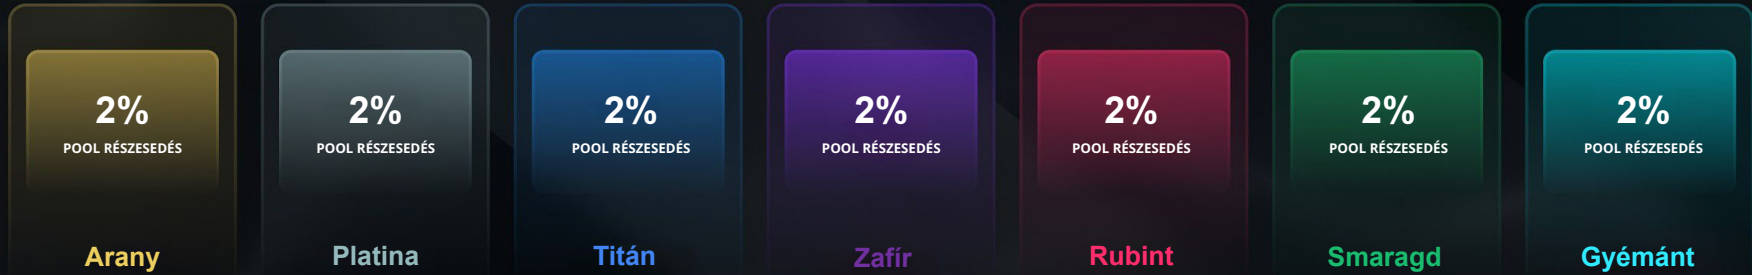 2%
POOL RÉSZESEDÉS
Arany
2%
POOL RÉSZESEDÉS
Platina
2%
POOL RÉSZESEDÉS
Titán
2%
POOL RÉSZESEDÉS
Zafír
2%
POOL RÉSZESEDÉS
Rubint
2%
POOL RÉSZESEDÉS
Smaragd
2%
POOL RÉSZESEDÉS
Gyémánt